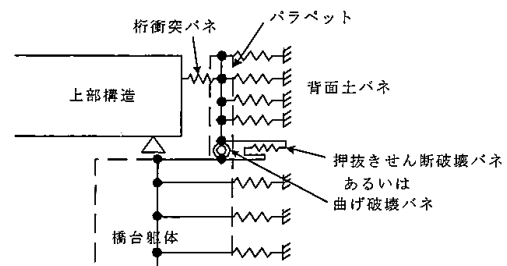 桁衝突バネ
パラペット
上部構造
背面土バネ
押抜きせん断破壊バネ
あるいは
曲げ破壊バネ
橋台躯体